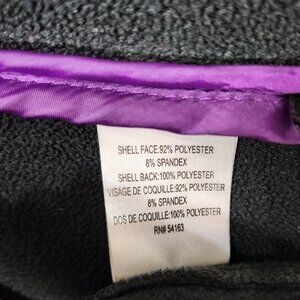 SHELL FACE:92% POLYESTER
8% SPANDEX
SHELL BACK:100% POLYESTER
VISAGE DE COQUILLE:92% POLYESTER
8% SPANDEX
DOS DE COQUILLE:100% POLYESTER
RN# 54163